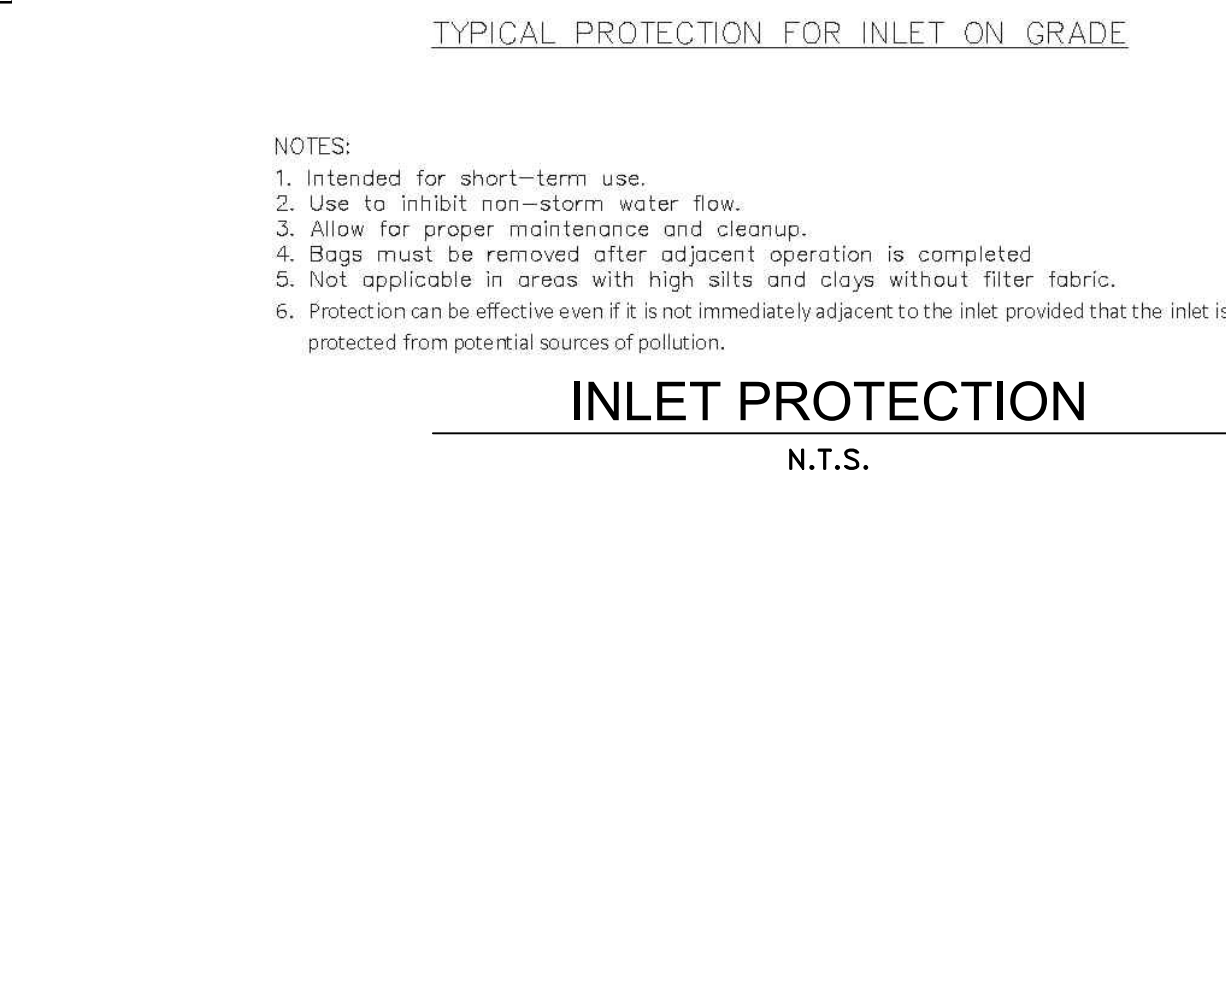 TYPICAL PROTECTION FOR INLET ON GRADE
NOTES:
1. Intended for short-term use.
2. Use to inhibit non-storm water flow.
3. Allow for proper maintenance and cleanup.
4. Bags must be removed after adjacent operation is completed
5. Not applicable in areas with high silts and clays without filter fabric.
6. Protection can be effective even if it is not immediately adjacent to the inlet provided that the inlet is
protected from potential sources of pollution.
INLET PROTECTION
N.T.S.